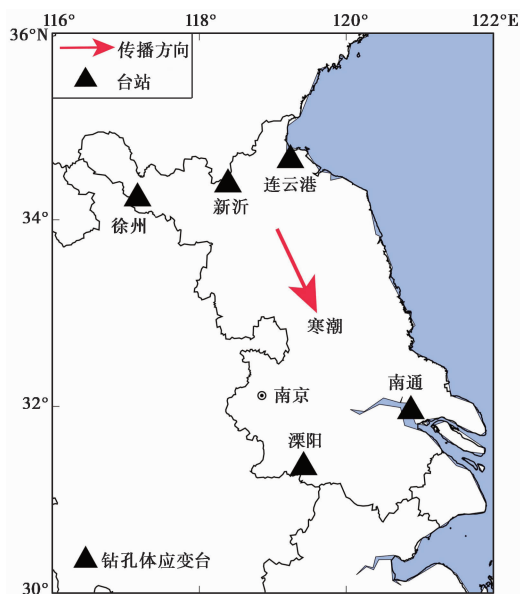 116° 118° 120° 122°E
36°N
传播方向
台站
连云港
新沂
徐州
34°
寒潮
南通
南京
32°
溧阳
钻孔体应变台
30°